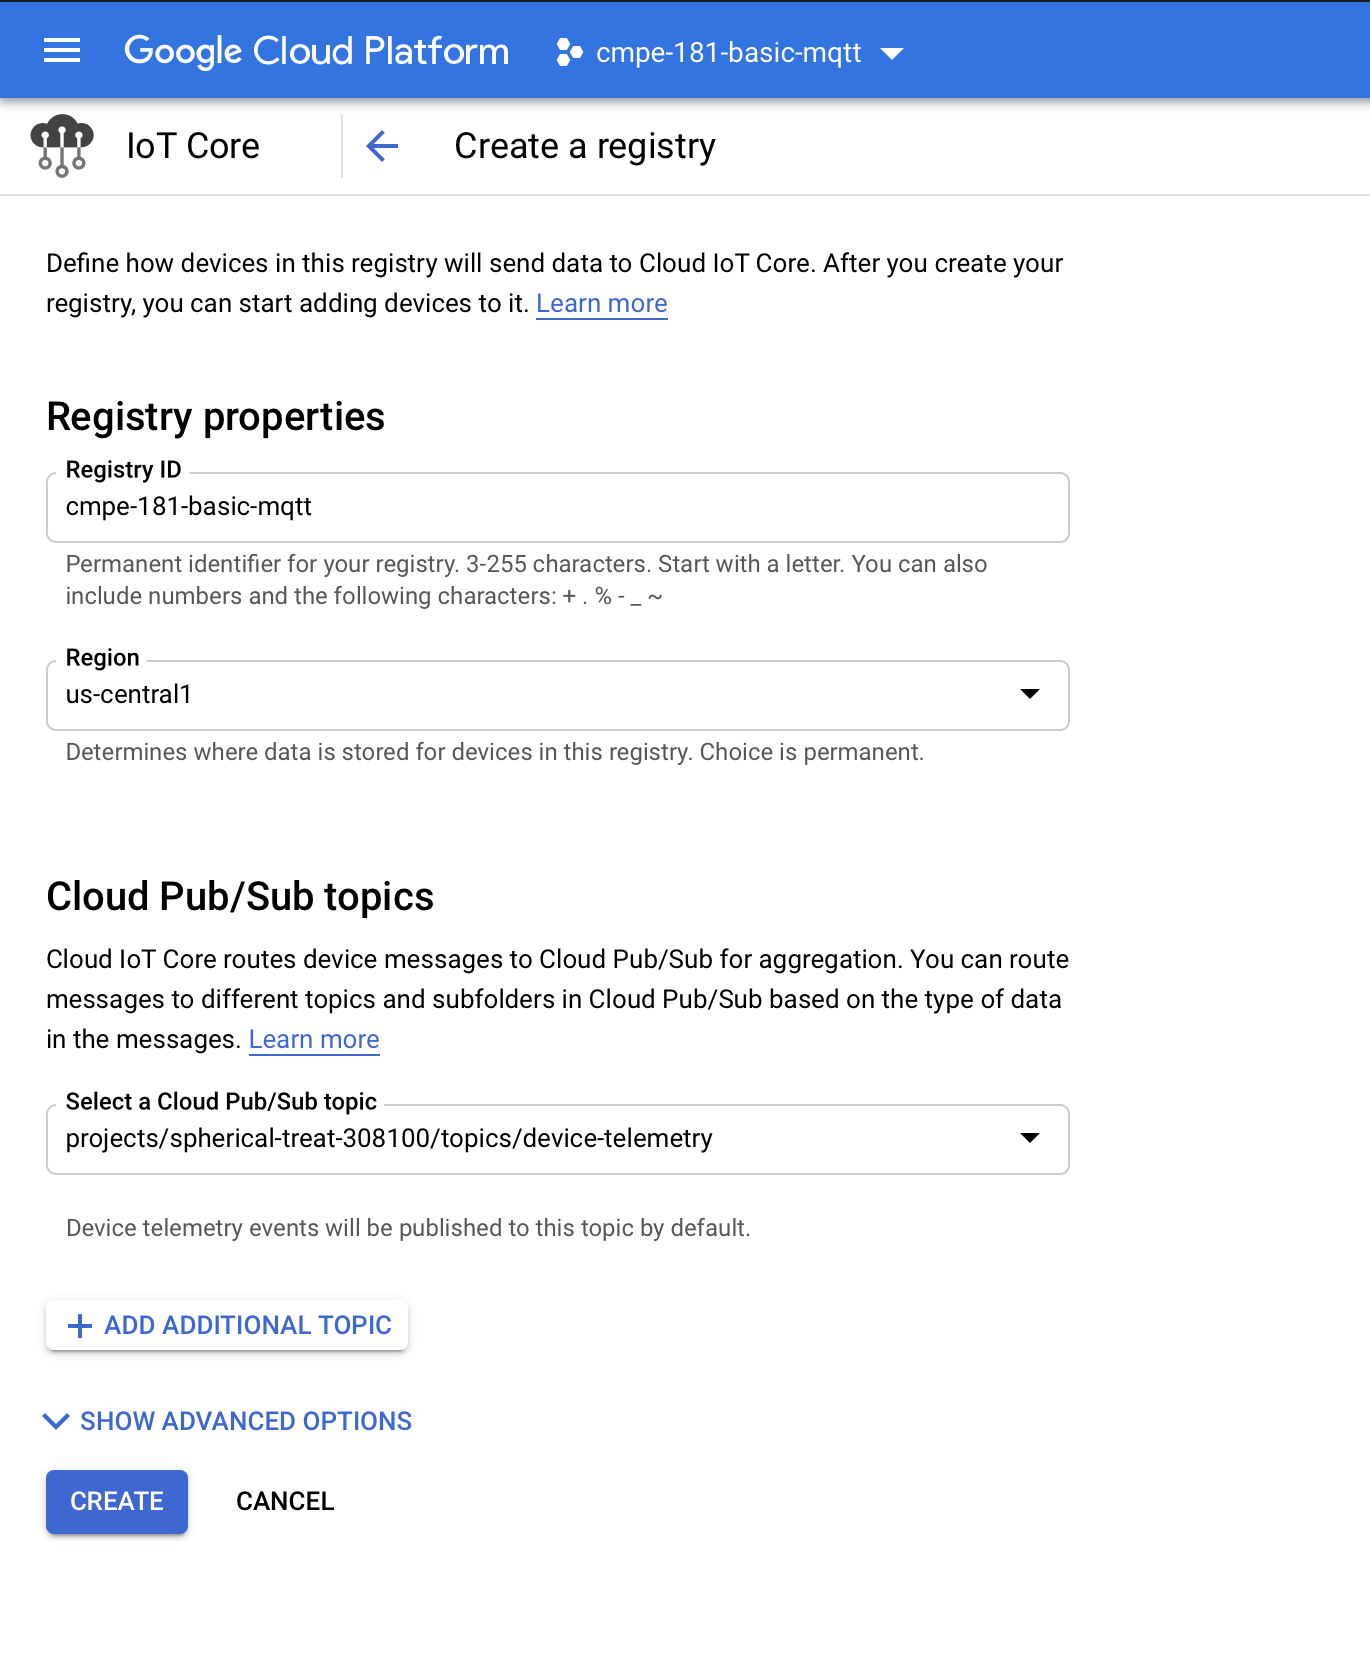 Google Cloud Platform cmpe-181-basic-mqtt
IoT Core Create a registry
Define how devices in this registry will send data to Cloud IoT Core. After you create your
registry, you can start adding devices to it. Learn more
Registry properties
Registry ID
cmpe-181-basic-mqtt
Permanent identifier for your registry. 3-255 characters. Start with a letter. You can also
include numbers and the following characters: + . % - _ ~
Region
us-central1
Determines where data is stored for devices in this registry. Choice is permanent.
Cloud Pub/Sub topics
Cloud IoT Core routes device messages to Cloud Pub/Sub for aggregation. You can route
messages to different topics and subfolders in Cloud Pub/Sub based on the type of data
in the messages. Learn more
Select a Cloud Pub/Sub topic
projects/spherical-treat-308100/topics/device-telemetry
Device telemetry events will be published to this topic by default.
ADD ADDITIONAL TOPIC
SHOW ADVANCED OPTIONS
CREATE CANCEL